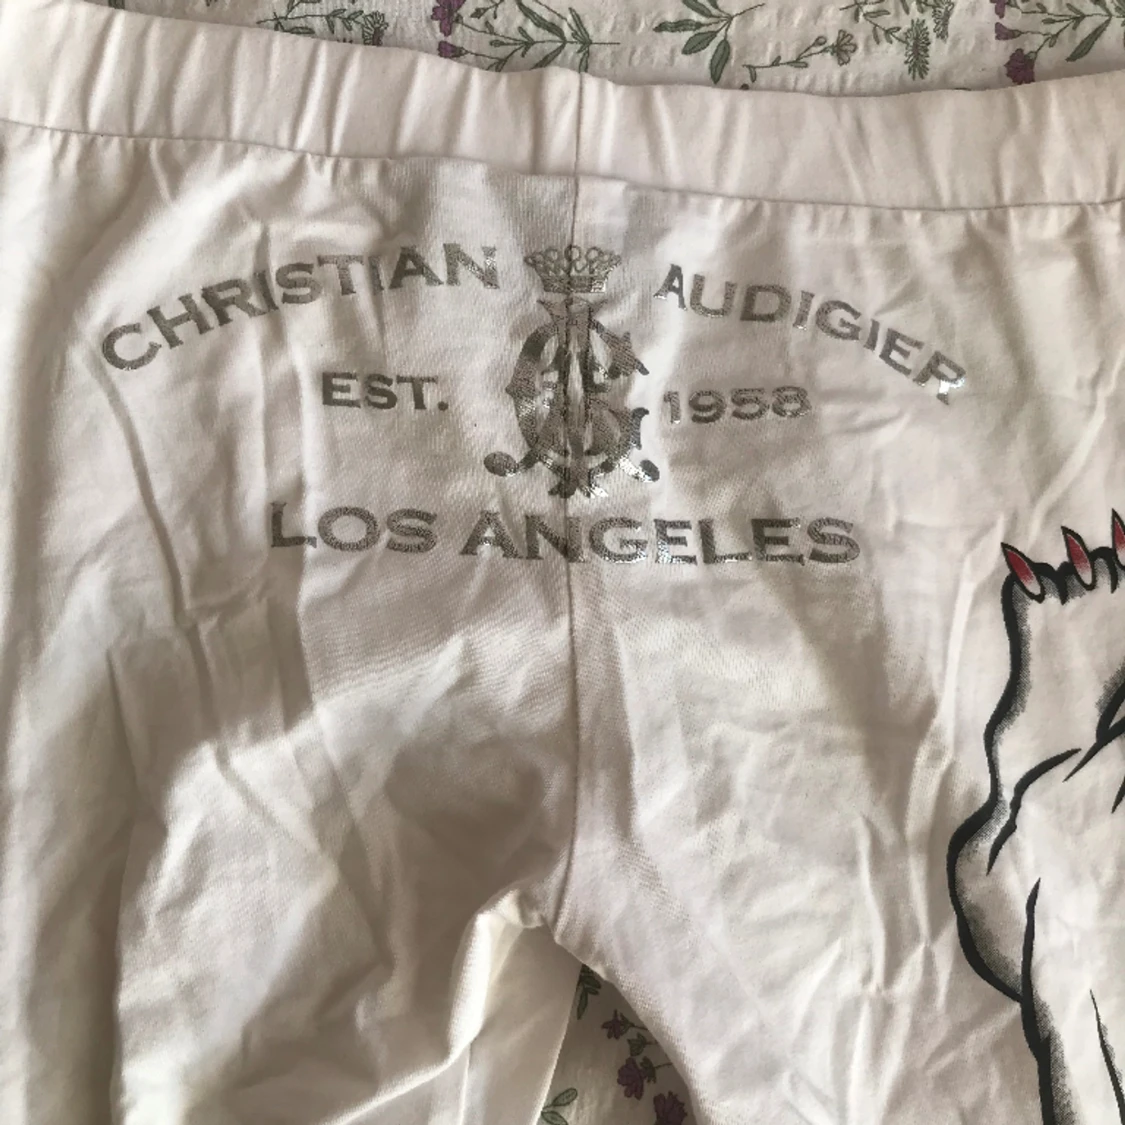 CHRISTIAN AUDIGIER
EST. 1958
LOS ANGELES